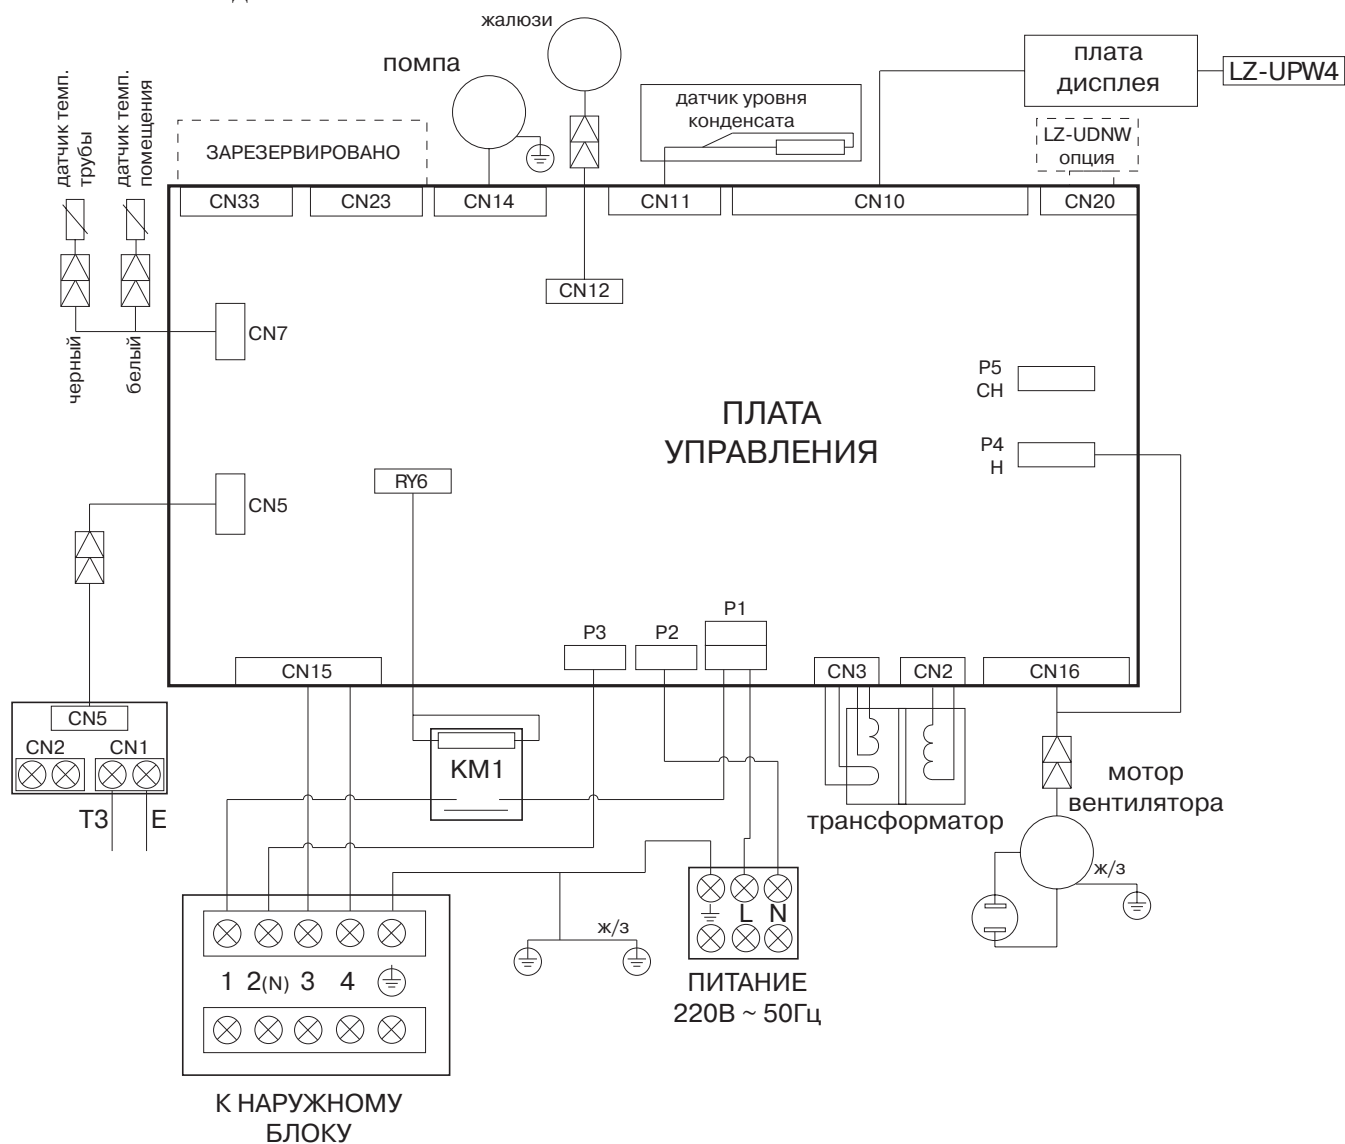 жалюзи
помпа
плата
дисплея
LZ-UPW4
датчик темп.
трубы
датчик темп.
помещения
датчик уровня
конденсата
ЗАРЕЗЕРВИРОВАНО
LZ-UDNW
опция
CN33
CN23
CN14
CN11
CN10
CN20
CN12
CN7
черный
белый
P5
CH
P4
H
ПЛАТА
УПРАВЛЕНИЯ
RY6
CN5
P1
P3
P2
CN15
CN3
CN2
CN16
CN5
CN2
CN1
T3
E
KM1
трансформатор
мотор
вентилятора
ж/з
L
N
ж/з
1
2(N)
3
4
ПИТАНИЕ
220В ~ 50Гц
К НАРУЖНОМУ
БЛОКУ